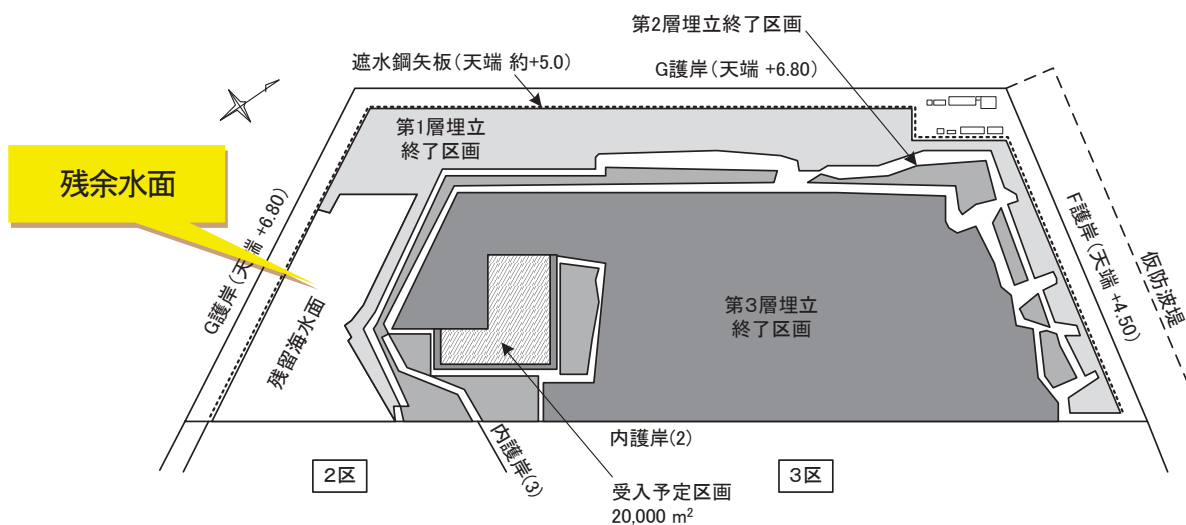 第2層埋立終了区画
遮水鋼矢板（天端 約+5.0）
G護岸（天端 +6.80）
第1層埋立
終了区画
残余水面
G護岸（天端 +6.80）
F護岸（天端 +4.50）
仮防波堤
第3層埋立
終了区画
残留海水面
内護岸(2)
内護岸(3)
2区
3区
受入予定区画
20,000 m²